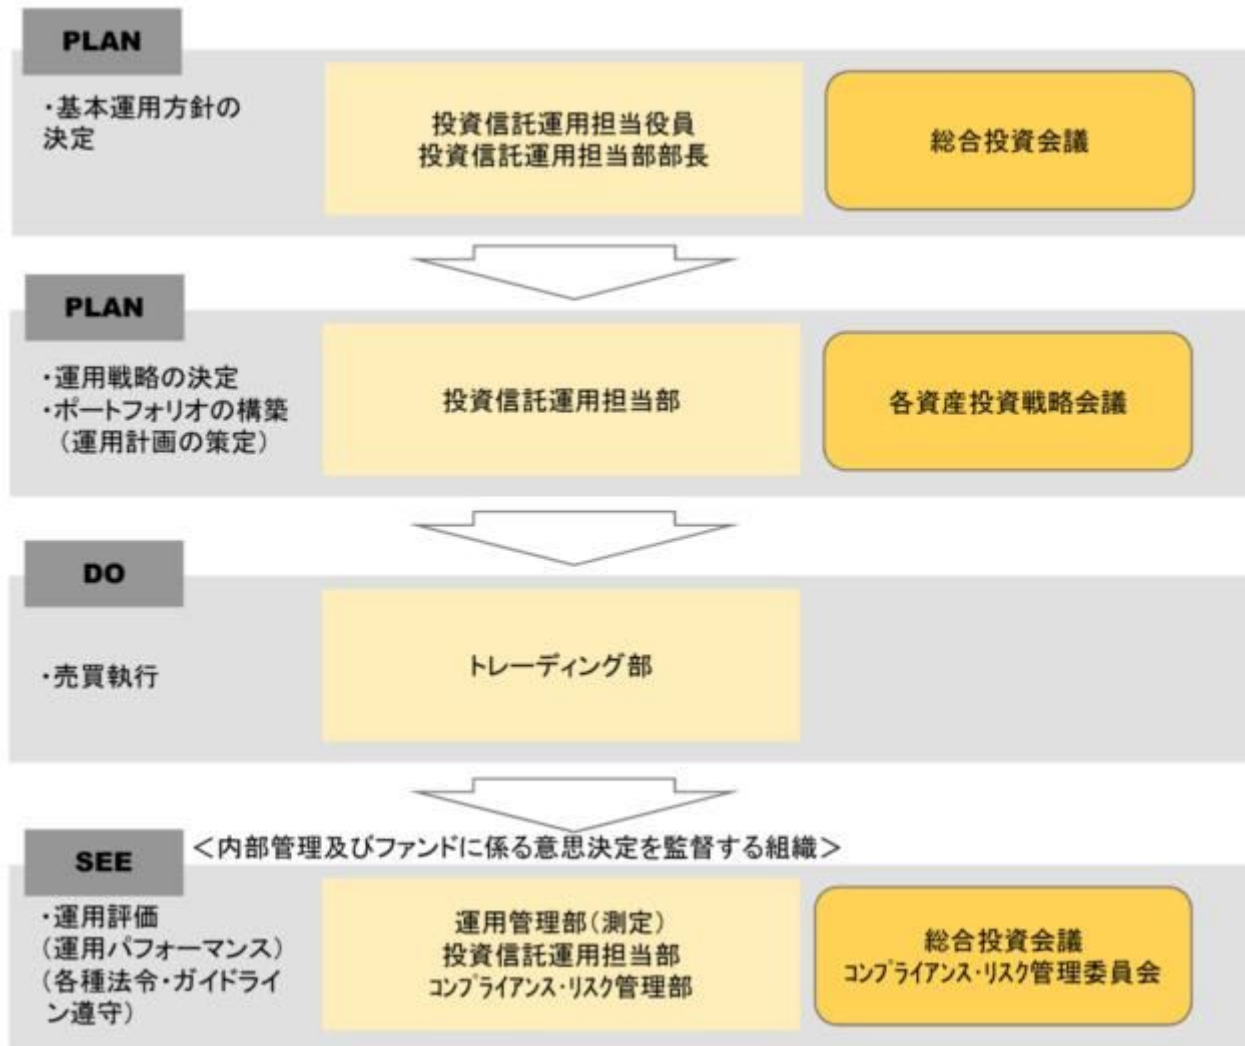 PLAN
・基本運用方針の
決定
投資信託運用担当役員
投資信託運用担当部部長
総合投資会議
PLAN
・運用戦略の決定
・ポートフォリオの構築
（運用計画の策定）
投資信託運用担当部
各資産投資戦略会議
DO
・売買執行
トレーディング部
SEE
＜内部管理及びファンドに係る意思決定を監督する組織＞
・運用評価
（運用パフォーマンス）
（各種法令・ガイドライ
ン遵守）
運用管理部（測定）
投資信託運用担当部
ｺﾝﾌﾟﾗｲｱﾝｽ・ﾘｽｸ管理部
総合投資会議
ｺﾝﾌﾟﾗｲｱﾝｽ・ﾘｽｸ管理委員会